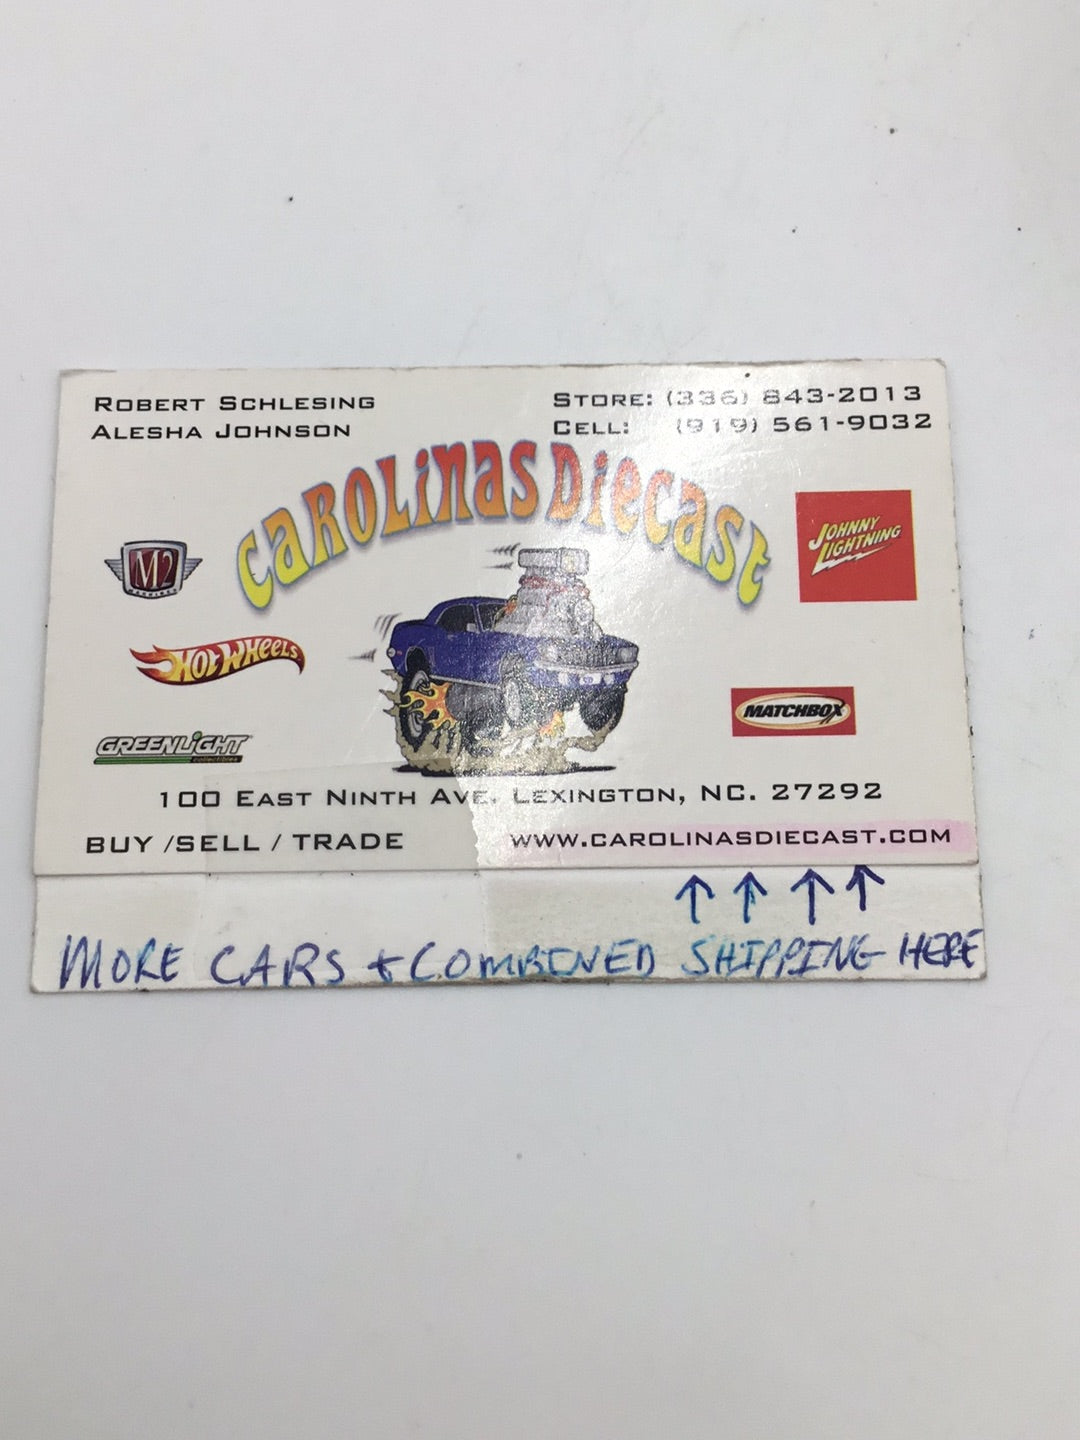 ROBERT SCHLESING
ALESHA JOHNSON
STORE: (336) 843-2013
CELL: (919) 561-9032
CAROLINAS DIECAST
M2
MACHINES
JOHNNY
LIGHTNING
HOT WHEELS
MATCHBOX
GREENLIGHT
collectibles
100 EAST NINTH AVE. LEXINGTON, NC. 27292
BUY /SELL / TRADE
WWW.CAROLINASDIECAST.COM
MORE CARS + COMBINED SHIPPING HERE